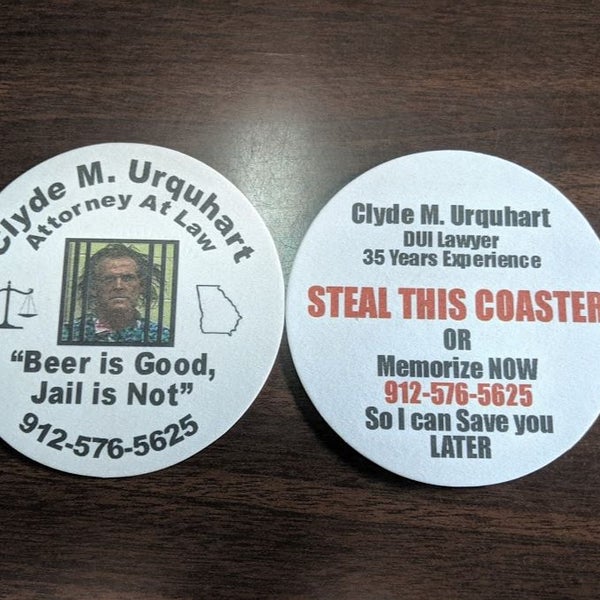 Clyde M. Urquhart
Attorney At Law
“Beer is Good,
Jail is Not”
912-576-5625
Clyde M. Urquhart
DUI Lawyer
35 Years Experience
STEAL THIS COASTER
OR
Memorize NOW
912-576-5625
So I can Save you
LATER